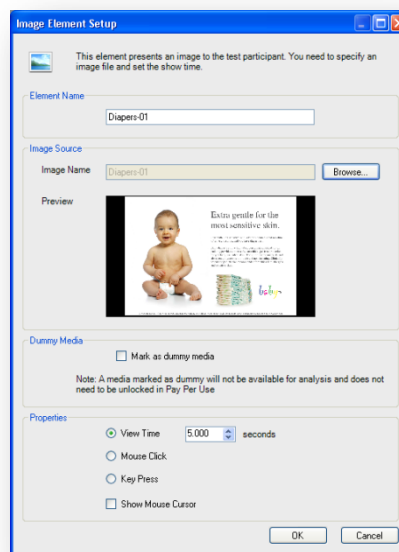 Image Element Setup
This element presents an image to the test participant. You need to specify an
image file and set the show time.
Element Name
Diapers-01
Image Source
Image Name
Diapers-01
Browse...
Preview
Extra gentle for the
most sensitive skin.
baby
Dummy Media
Mark as dummy media
Note: A media marked as dummy will not be available for analysis and does not
need to be unlocked in Pay Per Use
Properties
View Time
5.000
seconds
Mouse Click
Key Press
Show Mouse Cursor
OK
Cancel